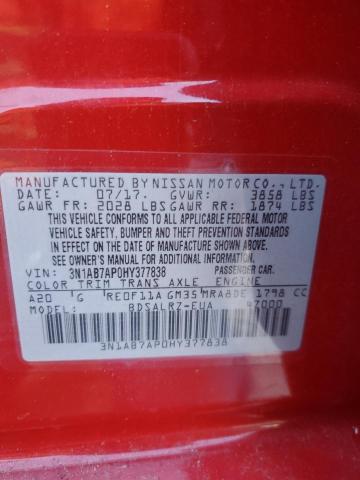 MANUFACTURED BY NISSAN MOTOR CO., LTD.
DATE: 07/17. GVWR: 3858 LBS
GAWR FR: 2028 LBS GAWR RR: 1874 LBS
THIS VEHICLE CONFORMS TO ALL APPLICABLE FEDERAL MOTOR
VEHICLE SAFETY, BUMPER, AND THEFT PREVENTION STANDARDS
IN EFFECT ON THE DATE OF MANUFACTURE SHOWN ABOVE.
SEE OWNER'S MANUAL FOR ADDITIONAL INFORMATION.
VIN: 3N1AB7AP0HY377838 PASSENGER CAR.
COLOR TRIM TRANS AXLE ENGINE
A20 G RE0F11A GM35 MRA8DE 1798 CC
MODEL: BDSALRZ-EUA 47000
3N1AB7AP0HY377838